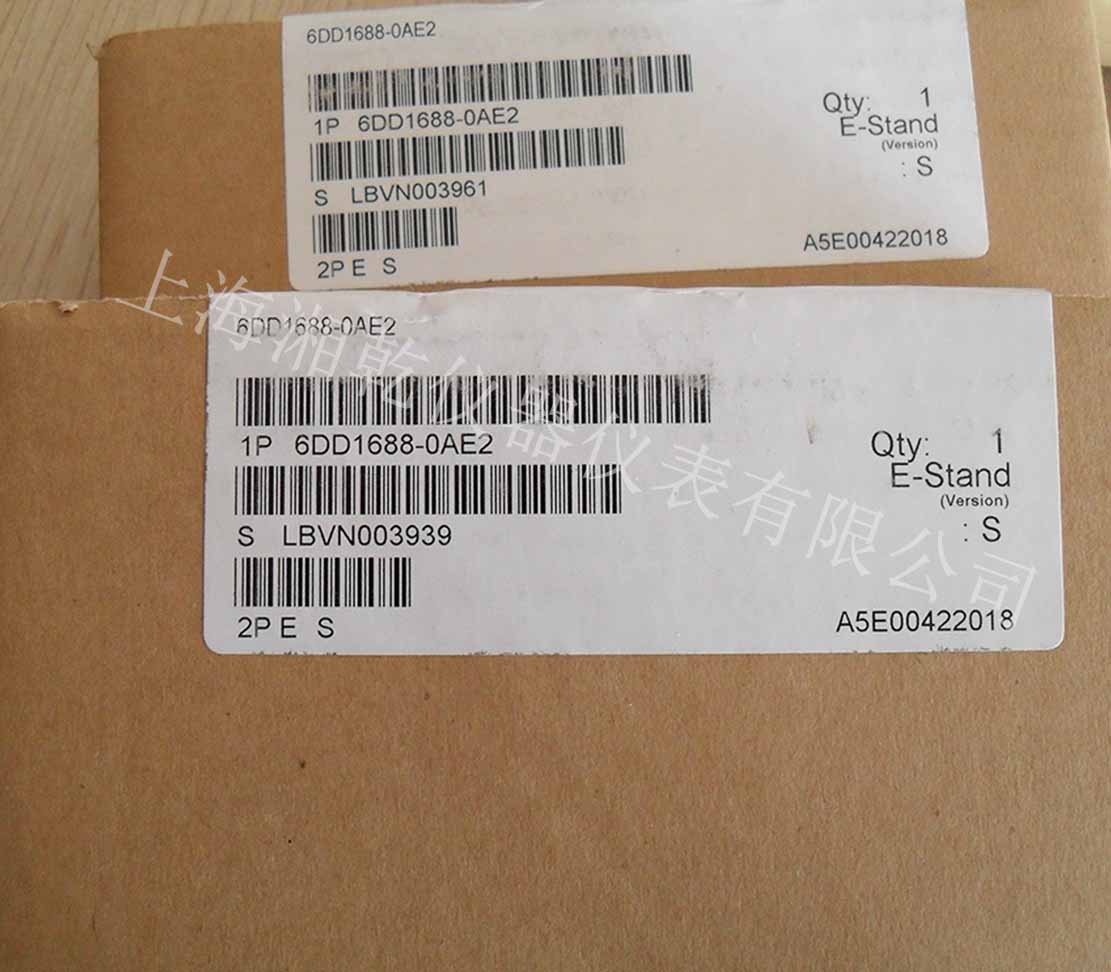 6DD1688-0AE2
1P 6DD1688-0AE2
S LBVN003961
2P E S
Qty: 1
E-Stand
(Version)
: S
A5E00422018
6DD1688-0AE2
1P 6DD1688-0AE2
S LBVN003939
2P E S
Qty: 1
E-Stand
(Version)
: S
A5E00422018
上海湘乾仪器仪表有限公司